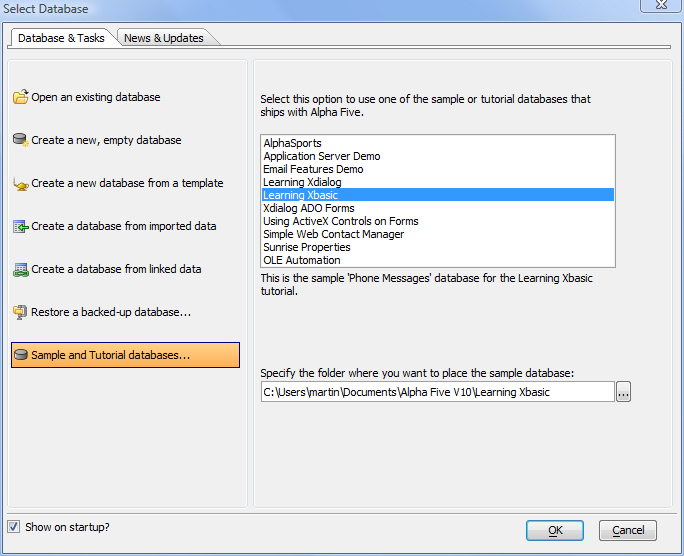 Select Database
Database & Tasks
News & Updates
Open an existing database
Create a new, empty database
Create a new database from a template
Create a database from imported data
Create a database from linked data
Restore a backed-up database...
Sample and Tutorial databases...
Select this option to use one of the sample or tutorial databases that
ships with Alpha Five.
AlphaSports
Application Server Demo
Email Features Demo
Learning Xdialog
Learning Xbasic
Xdialog ADO Forms
Using ActiveX Controls on Forms
Simple Web Contact Manager
Sunrise Properties
OLE Automation
This is the sample 'Phone Messages' database for the Learning Xbasic
tutorial.
Specify the folder where you want to place the sample database:
C:\Users\martin\Documents\Alpha Five V10\Learning Xbasic
...
Show on startup?
OK
Cancel